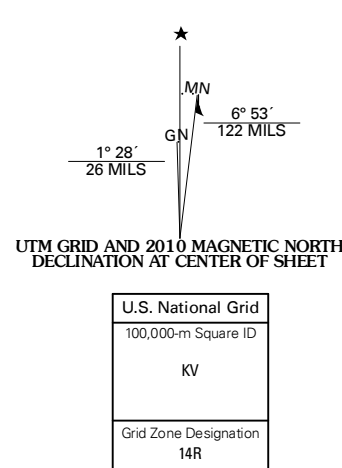 ★
MN
6° 53´
122 MILS
GN
1° 28´
26 MILS
UTM GRID AND 2010 MAGNETIC NORTH
DECLINATION AT CENTER OF SHEET
U.S. National Grid
100,000-m Square ID
KV
Grid Zone Designation
14R